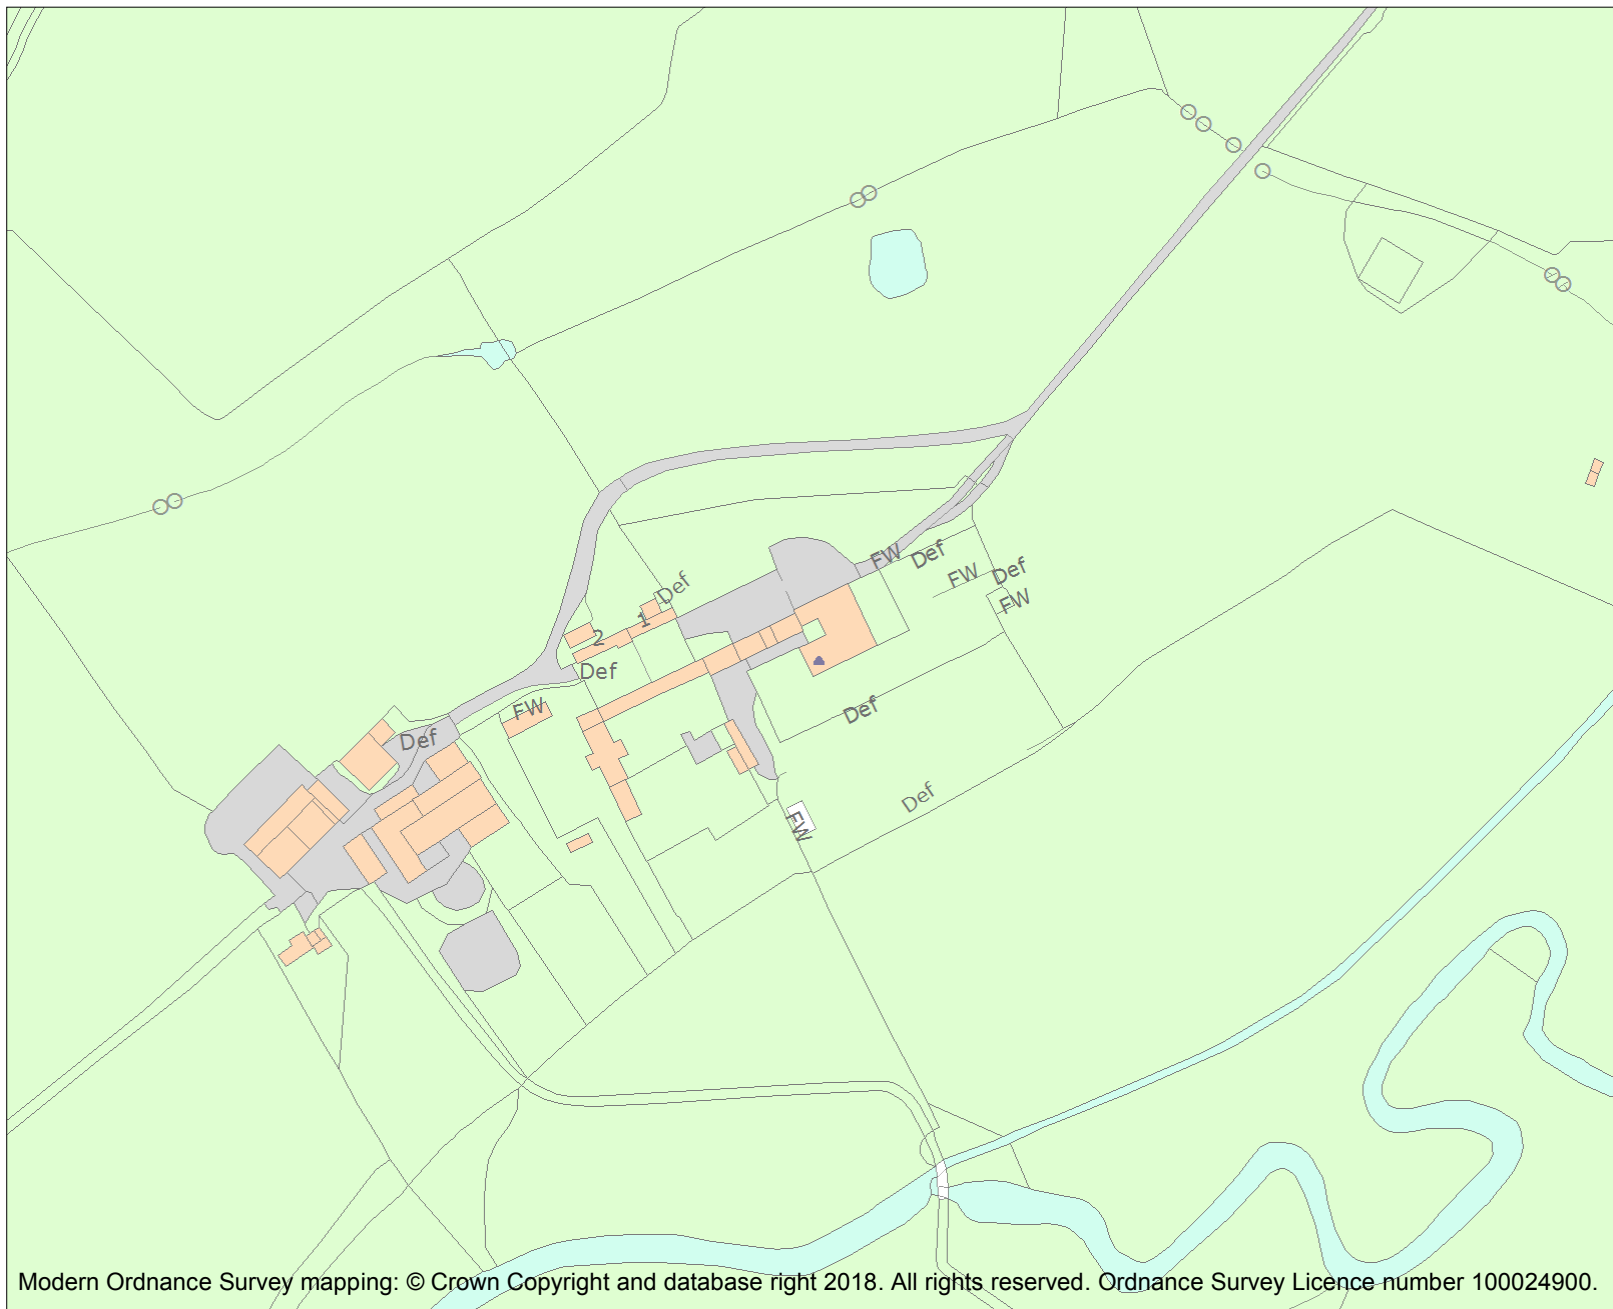 FW
Def
FW
Def
FW
Def
1
2
Def
Def
FW
Def
Def
FW
Modern Ordnance Survey mapping: © Crown Copyright and database right 2018. All rights reserved. Ordnance Survey Licence number 100024900.